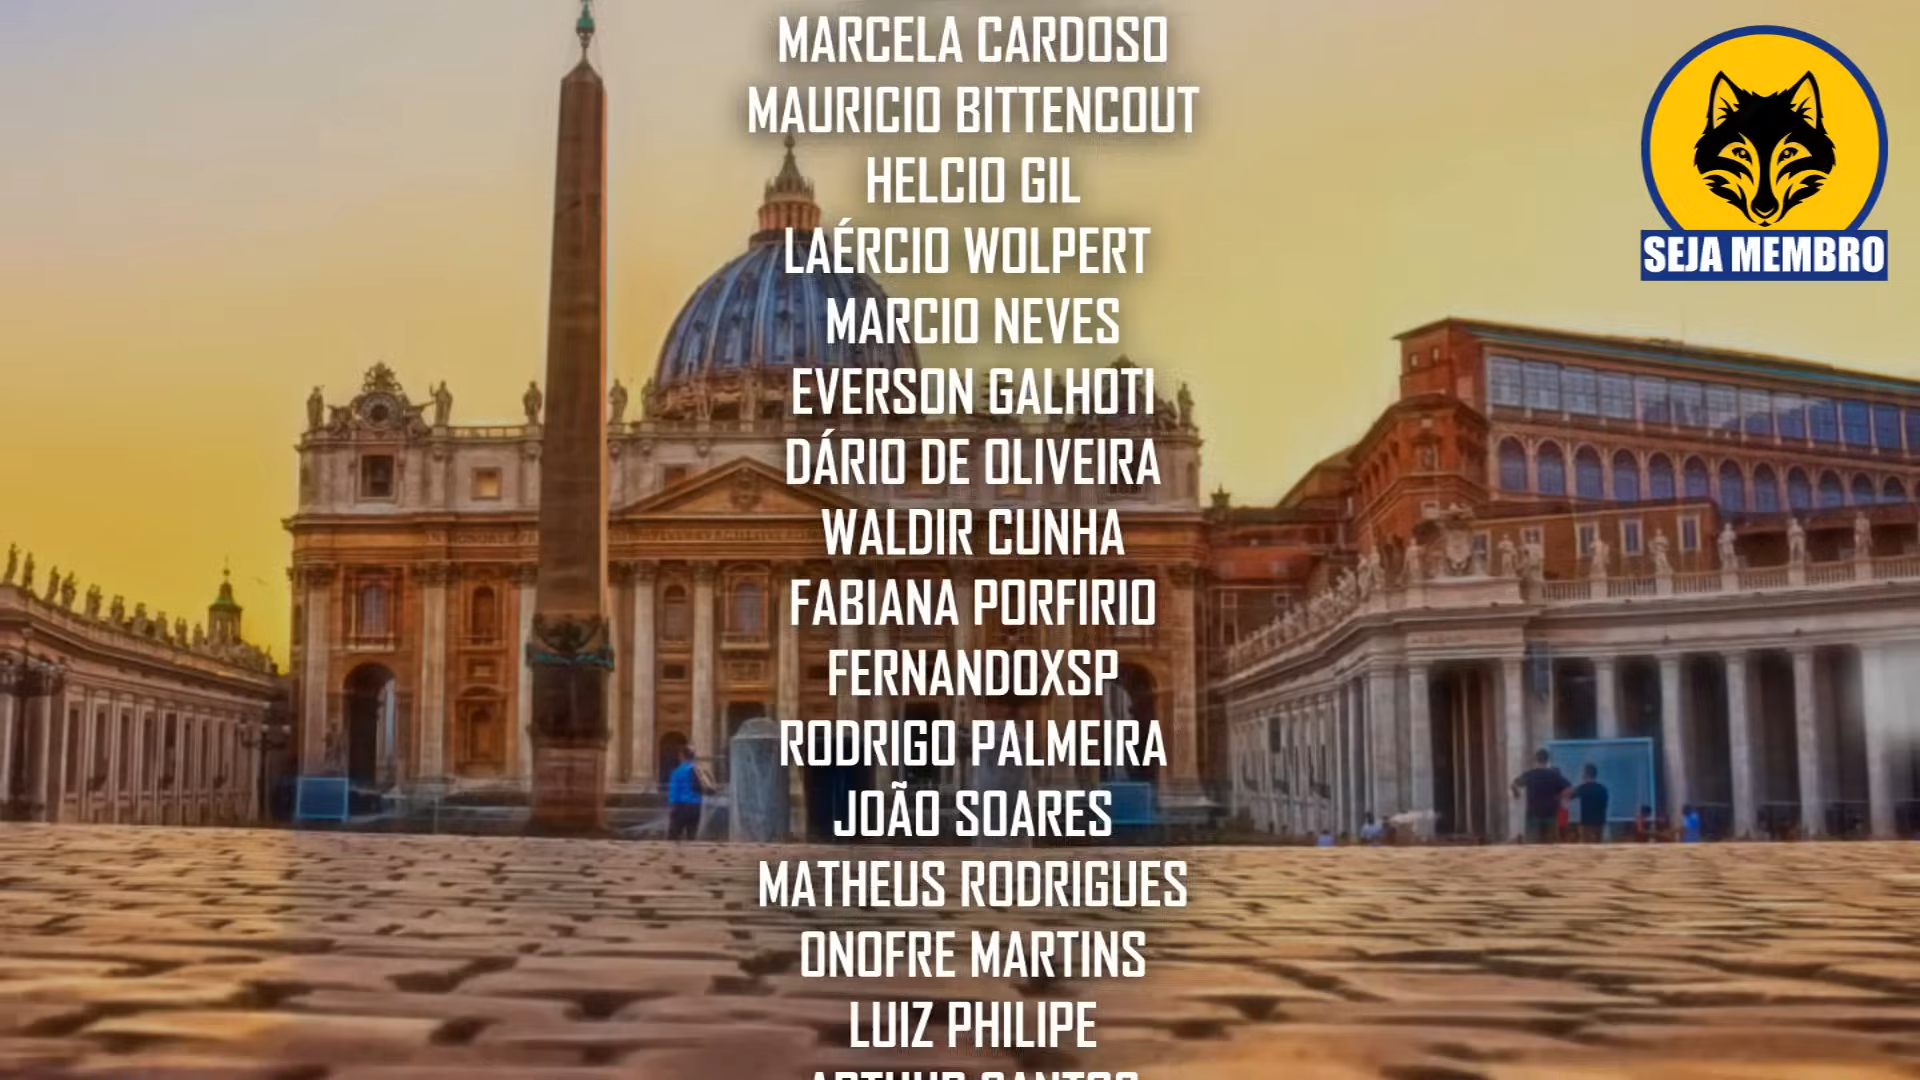 MARCELA CARDOSO
MAURICIO BITTENCOUT
HELCIO GIL
LAÉRCIO WOLPERT
MARCIO NEVES
EVERSON GALHOTI
DÁRIO DE OLIVEIRA
WALDIR CUNHA
FABIANA PORFIRIO
FERNANDOXSP
RODRIGO PALMEIRA
JOÃO SOARES
MATHEUS RODRIGUES
ONOFRE MARTINS
LUIZ PHILIPE
SEJA MEMBRO